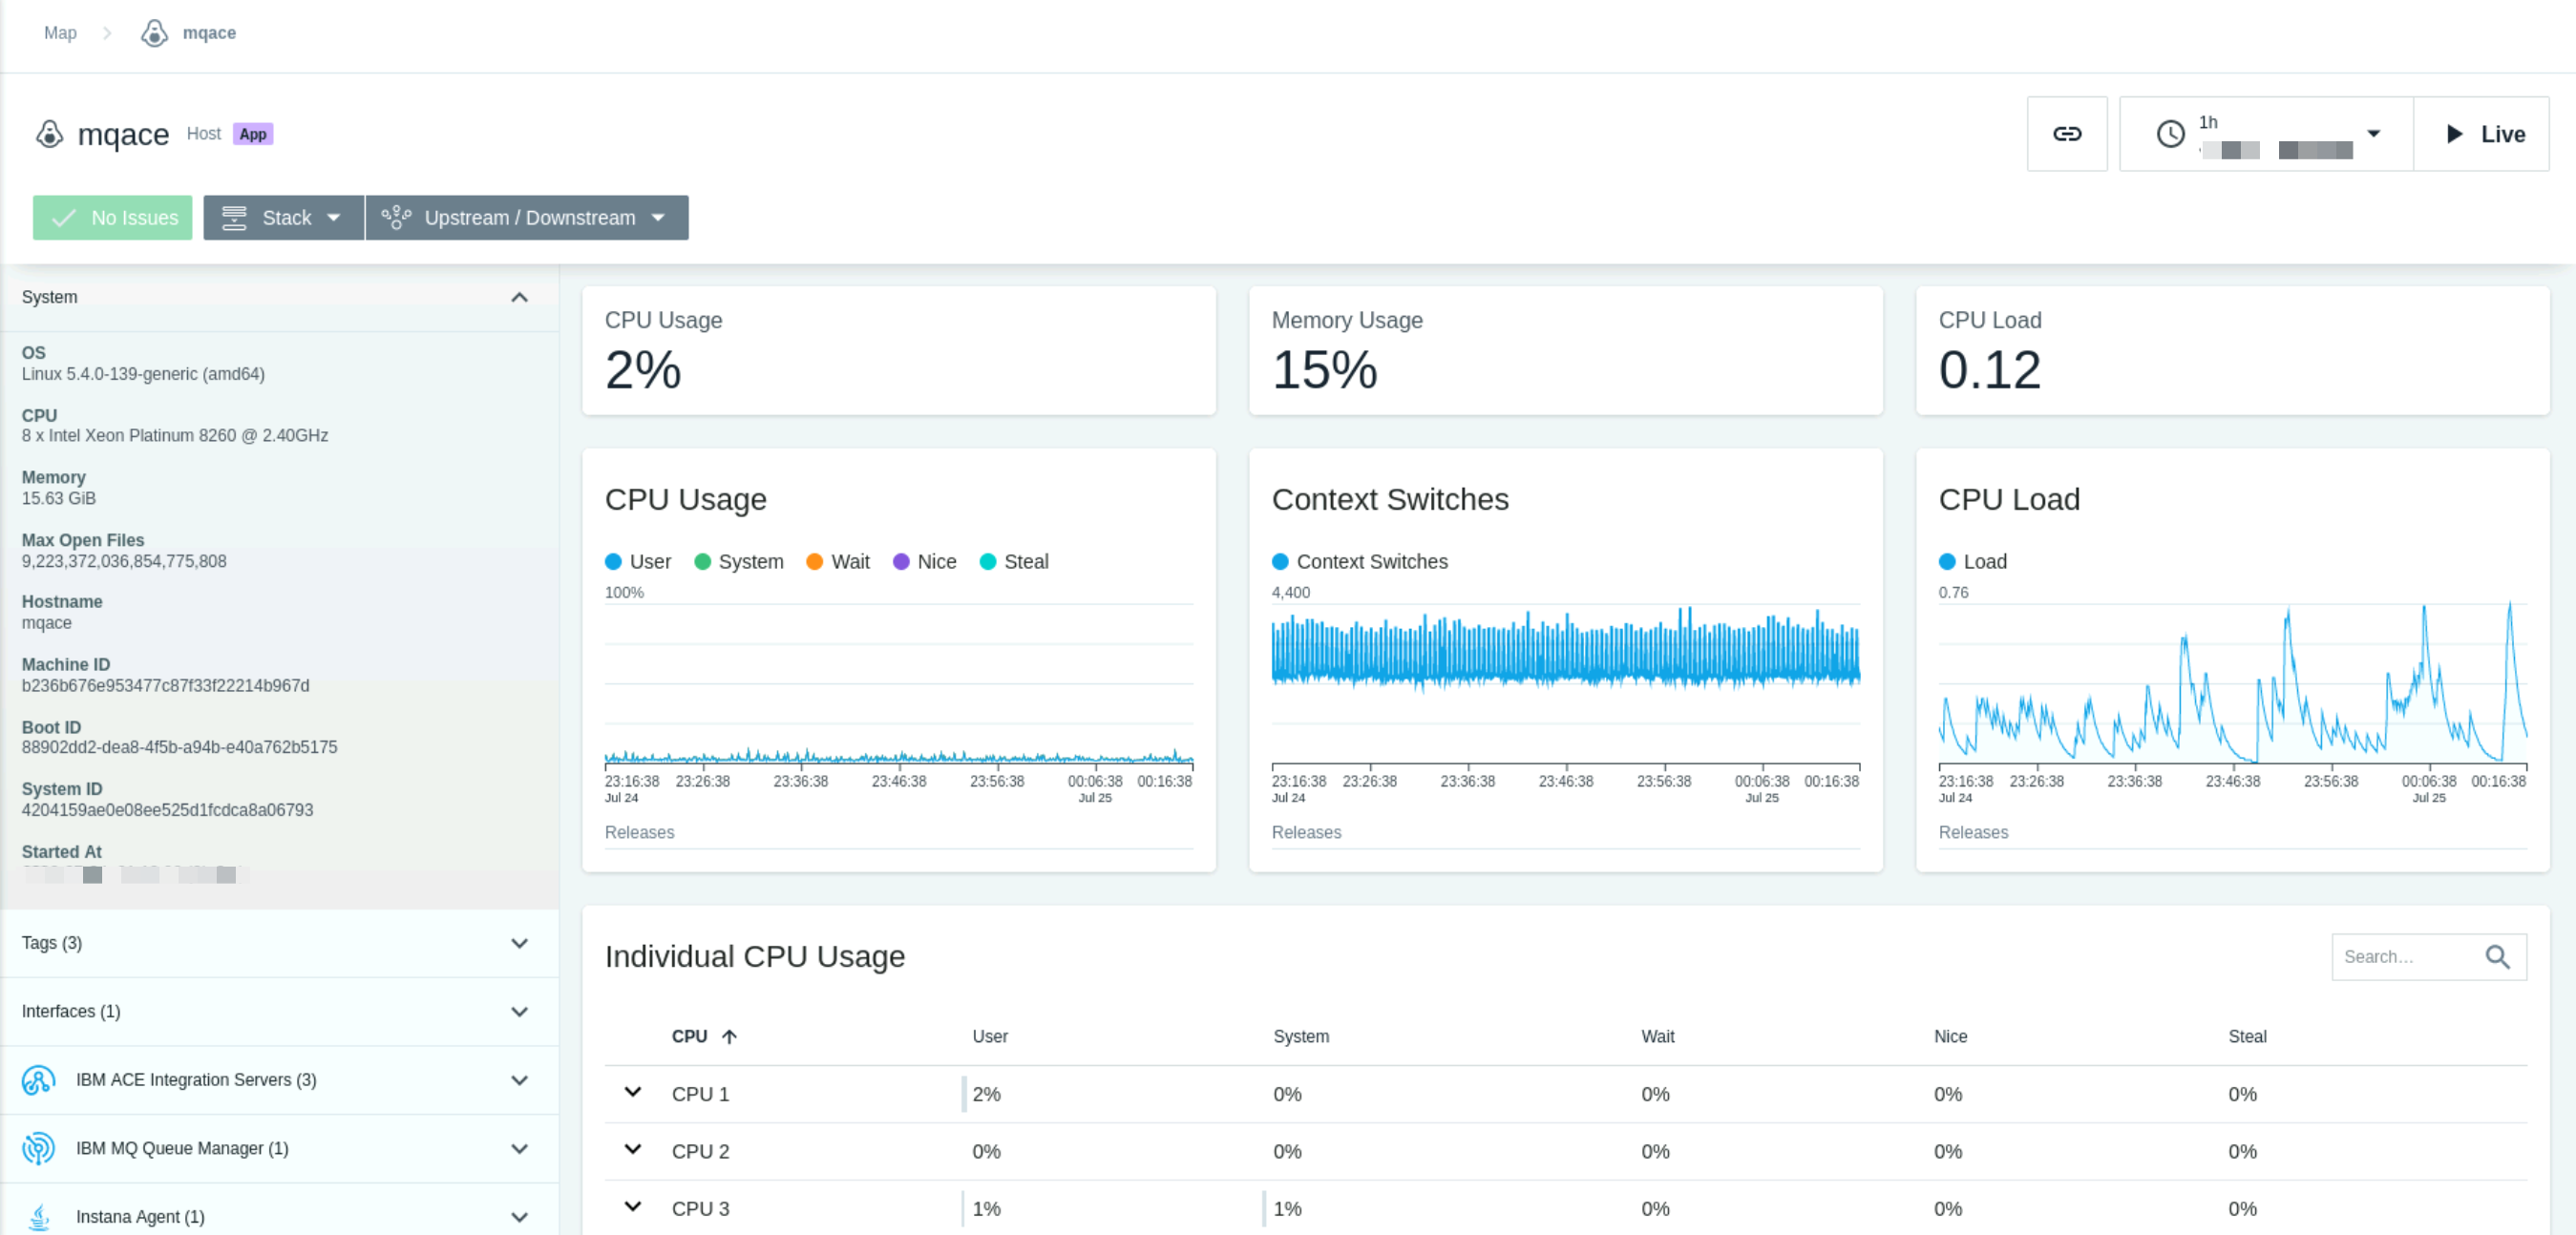 Map
mqace
mqace Host App
1h
Live
No Issues
Stack
Upstream / Downstream
System
OS
Linux 5.4.0-139-generic (amd64)
CPU
8 x Intel Xeon Platinum 8260 @ 2.40GHz
Memory
15.63 GiB
Max Open Files
9,223,372,036,854,775,808
Hostname
mqace
Machine ID
b236b676e953477c87f33f22214b967d
Boot ID
88902dd2-dea8-4f5b-a94b-e40a762b5175
System ID
4204159ae0e08ee525d1fcdca8a06793
Started At
Tags (3)
Interfaces (1)
IBM ACE Integration Servers (3)
IBM MQ Queue Manager (1)
Instana Agent (1)
CPU Usage
2%
Memory Usage
15%
CPU Load
0.12
CPU Usage
User System Wait Nice Steal
100%
23:16:38 23:26:38 23:36:38 23:46:38 23:56:38 00:06:38 00:16:38
Jul 24 Jul 25
Releases
Context Switches
Context Switches
4,400
23:16:38 23:26:38 23:36:38 23:46:38 23:56:38 00:06:38 00:16:38
Jul 24 Jul 25
Releases
CPU Load
Load
0.76
23:16:38 23:26:38 23:36:38 23:46:38 23:56:38 00:06:38 00:16:38
Jul 24 Jul 25
Releases
Individual CPU Usage
Search...
CPU User System Wait Nice Steal
CPU 1 2% 0% 0% 0% 0%
CPU 2 0% 0% 0% 0% 0%
CPU 3 1% 1% 0% 0% 0%